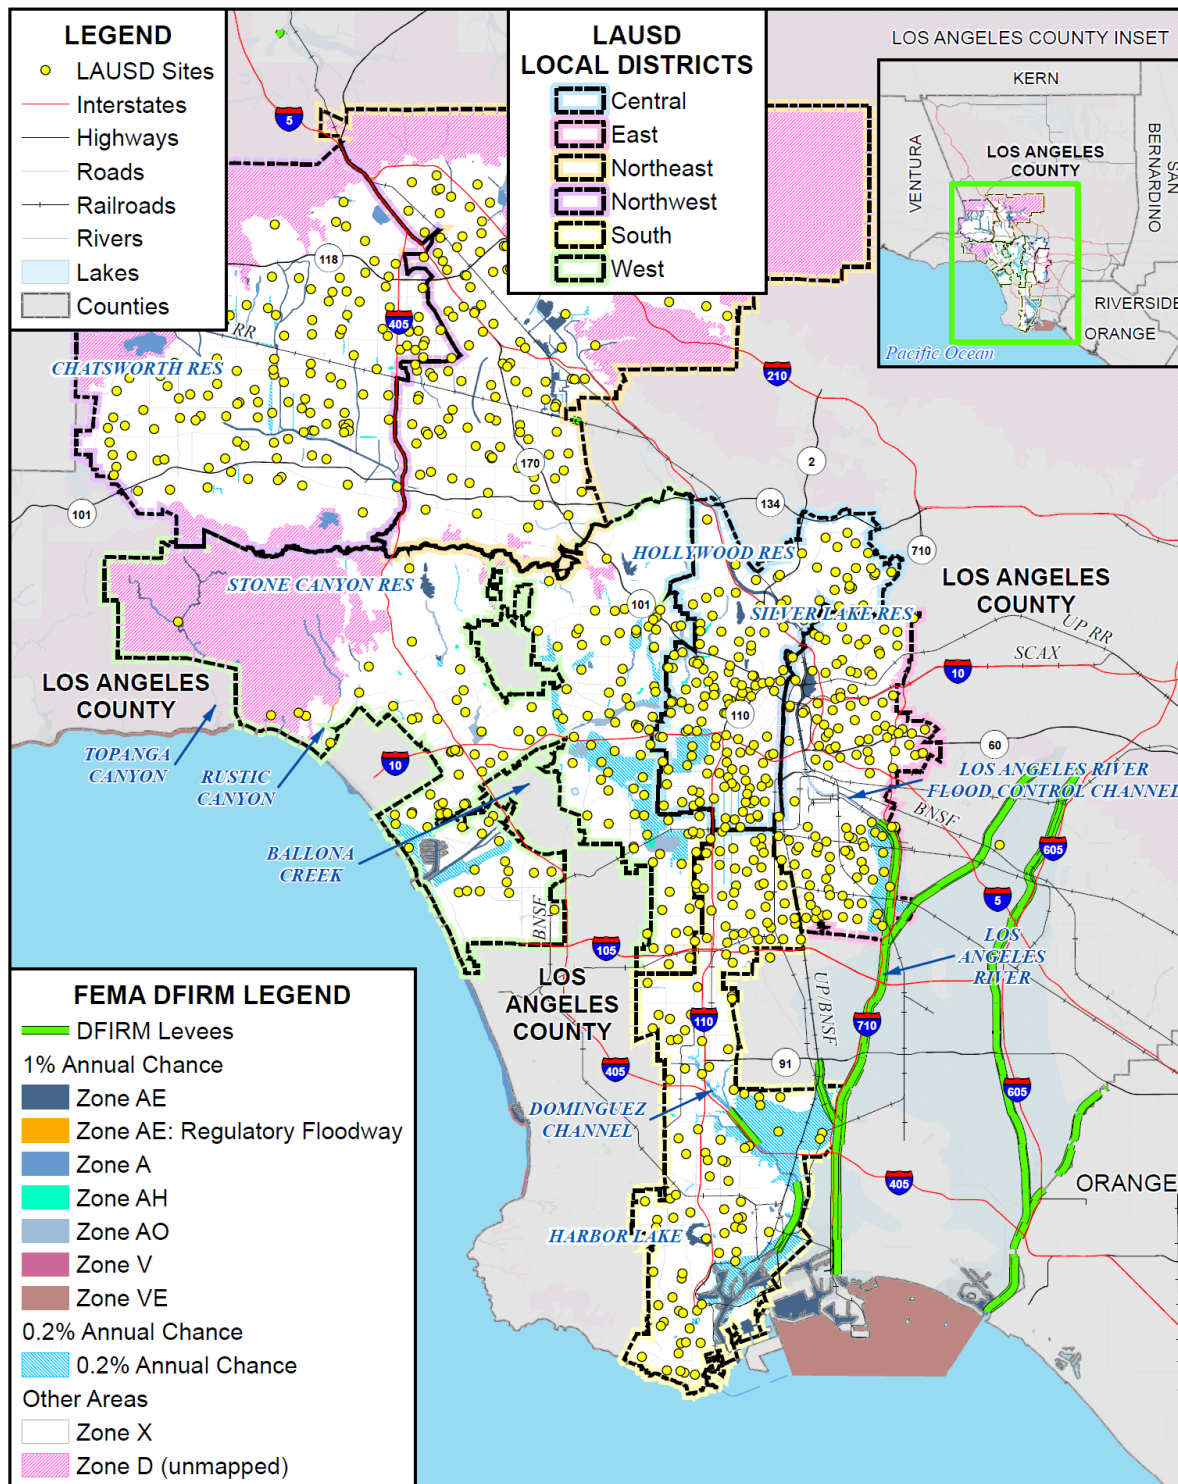 LEGEND
LAUSD Sites
Interstates
Highways
Roads
Railroads
Rivers
Lakes
Counties
LAUSD
LOCAL DISTRICTS
Central
East
Northeast
Northwest
South
West
LOS ANGELES COUNTY INSET
KERN
VENTURA
LOS ANGELES
COUNTY
SAN
BERNARDINO
RIVERSIDE
ORANGE
Pacific Ocean
5
118
405
RR
CHATSWORTH RES
210
170
2
101
134
710
HOLLYWOOD RES
STONE CANYON RES
101
SILVER LAKE RES
LOS ANGELES
COUNTY
UP RR
SCAX
10
LOS ANGELES
COUNTY
110
60
TOPANGA
CANYON
RUSTIC
CANYON
10
LOS ANGELES RIVER
FLOOD CONTROL CHANNEL
BNSF
BALLONA
CREEK
605
5
BNSF
105
LOS
ANGELES
RIVER
LOS
ANGELES
COUNTY
UP/BNSF
110
710
91
405
605
DOMINGUEZ
CHANNEL
405
ORANGE
HARBOR LAKE
FEMA DFIRM LEGEND
DFIRM Levees
1% Annual Chance
Zone AE
Zone AE: Regulatory Floodway
Zone A
Zone AH
Zone AO
Zone V
Zone VE
0.2% Annual Chance
0.2% Annual Chance
Other Areas
Zone X
Zone D (unmapped)